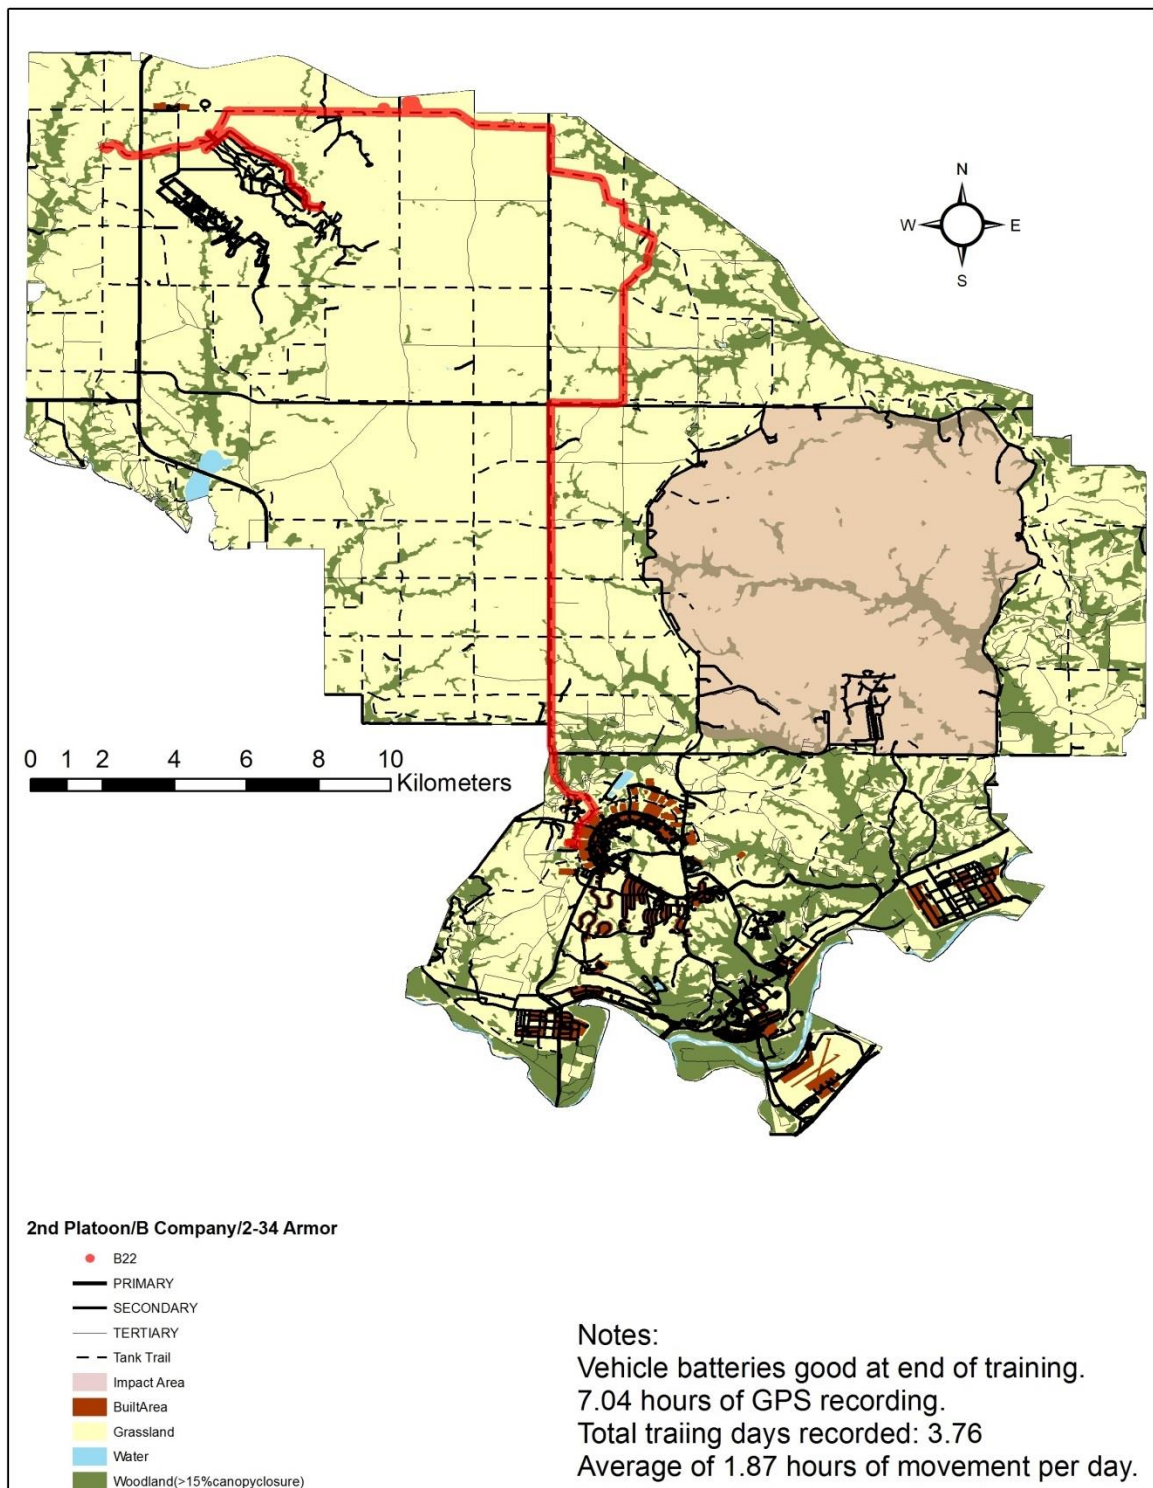 N
W E
S
0 1 2 4 6 8 10
Kilometers
2nd Platoon/B Company/2-34 Armor
B22
PRIMARY
SECONDARY
TERTIARY
Tank Trail
Impact Area
BuiltArea
Grassland
Water
Woodland(>15%canopyclosure)
Notes:
Vehicle batteries good at end of training.
7.04 hours of GPS recording.
Total traiing days recorded: 3.76
Average of 1.87 hours of movement per day.